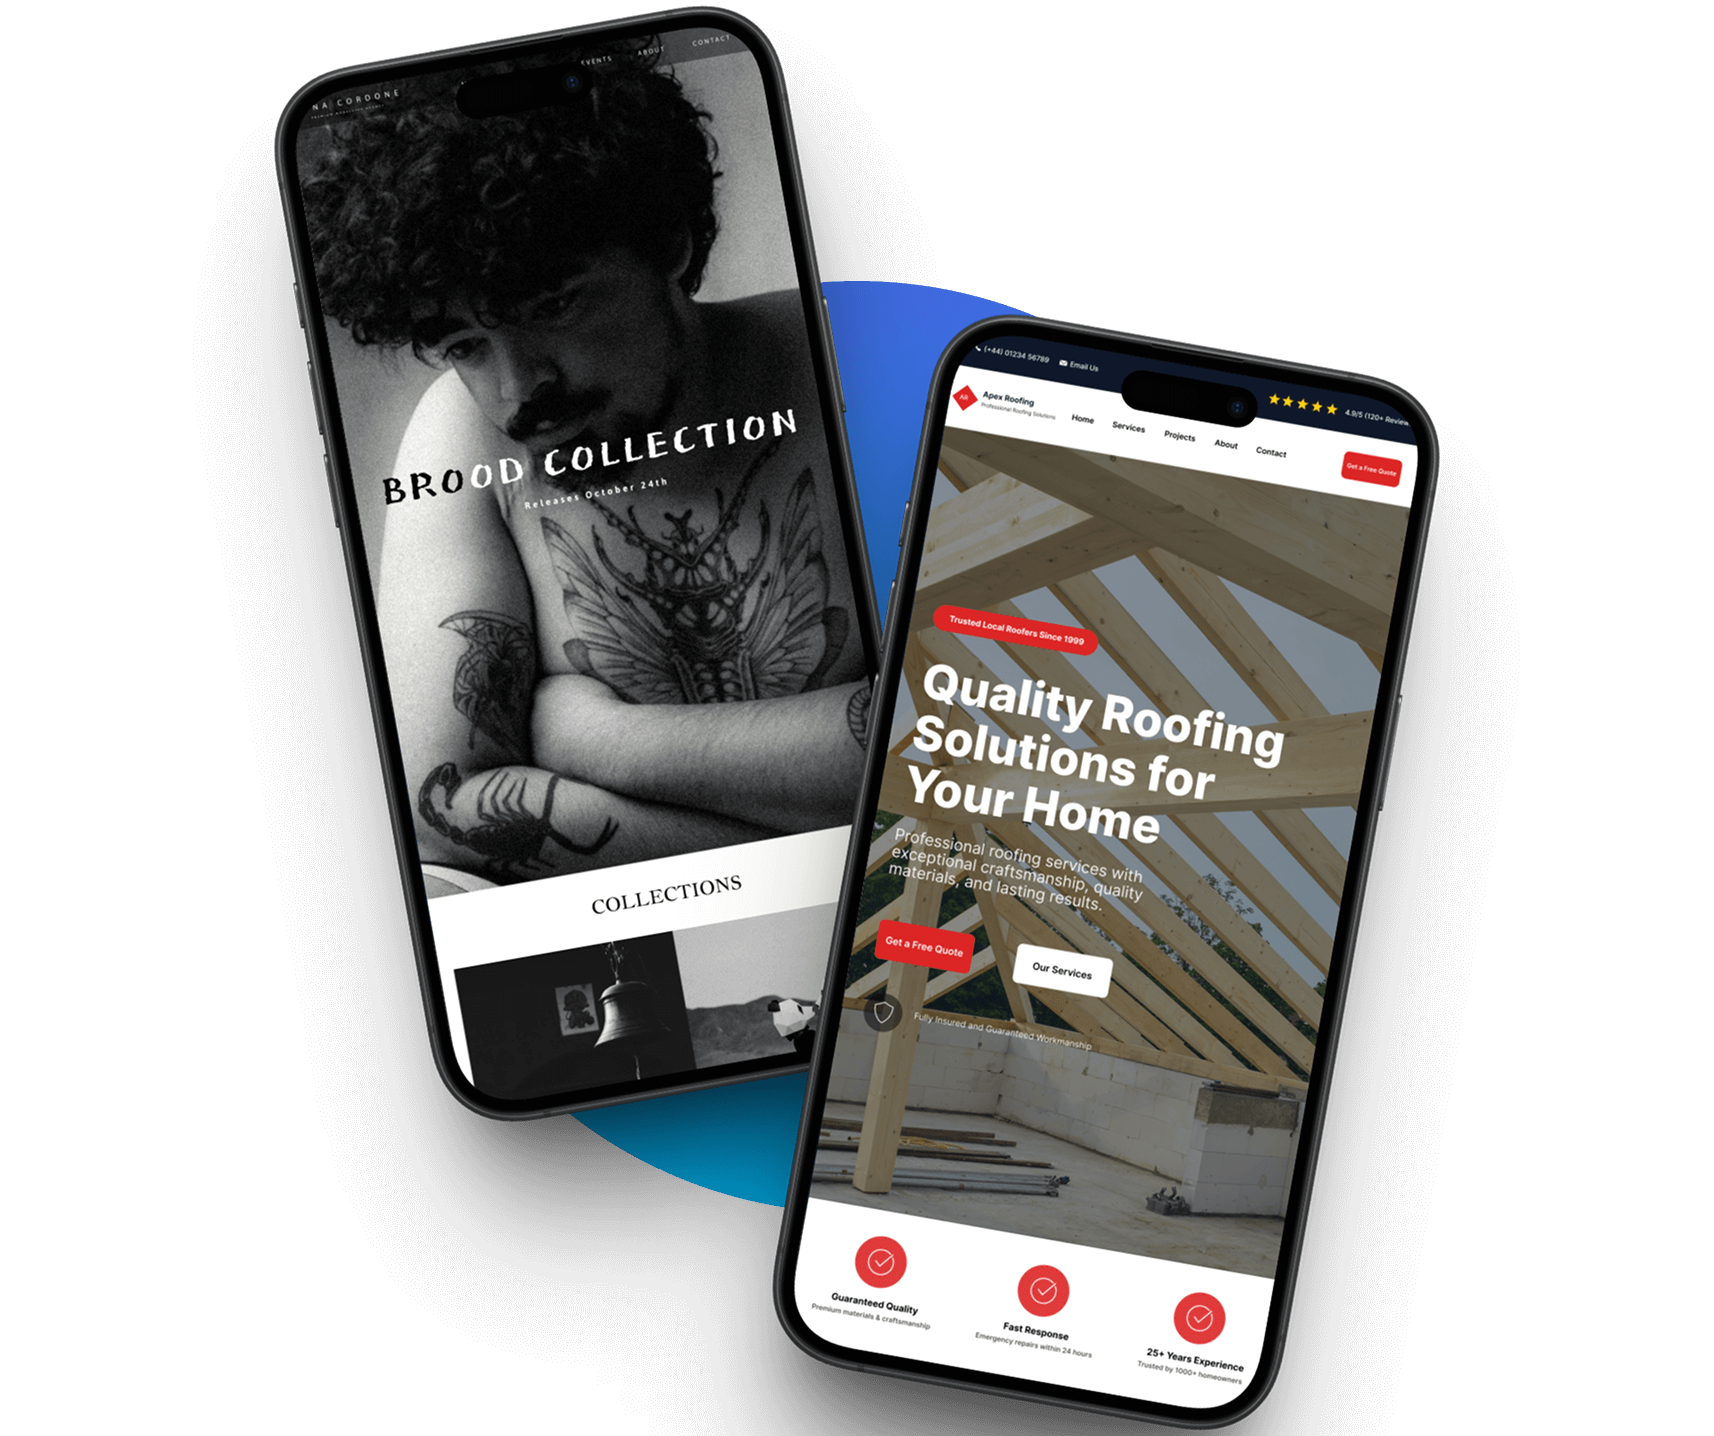 NA CORDONE
EVENTS
ABOUT
CONTACT
BROOD COLLECTION
Releases October 24th
COLLECTIONS
(+44) 01234 56789
Email Us
4.9/5 (120+ Review
AR
Apex Roofing
Professional Roofing Solutions
Home
Services
Projects
About
Contact
Get a Free Quote
Trusted Local Roofers Since 1999
Quality Roofing
Solutions for
Your Home
Professional roofing services with
exceptional craftsmanship, quality
materials, and lasting results.
Get a Free Quote
Our Services
Fully Insured and Guaranteed Workmanship
Guaranteed Quality
Premium materials & craftsmanship
Fast Response
Emergency repairs within 24 hours
25+ Years Experience
Trusted by 1000+ homeowners